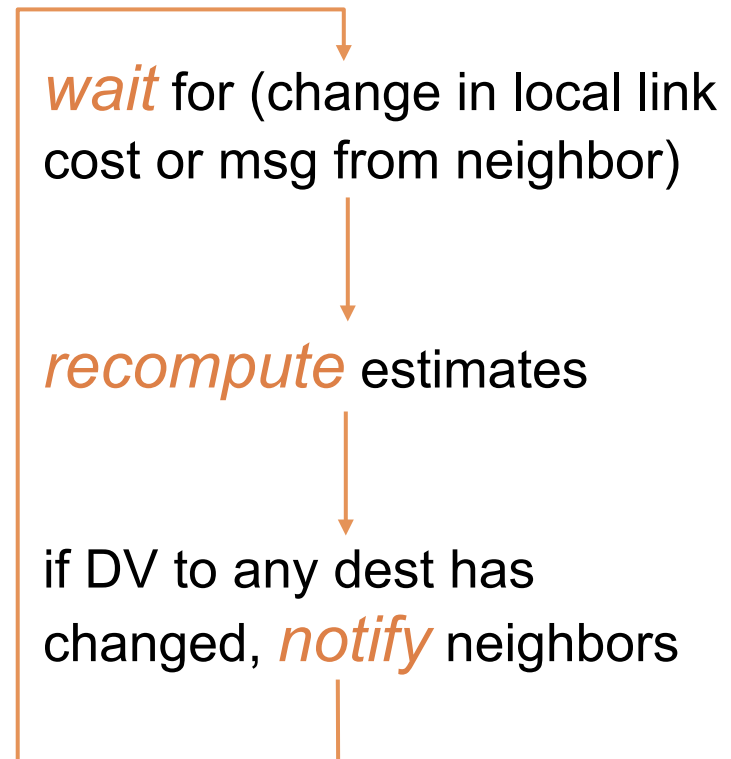 wait for (change in local link
cost or msg from neighbor)
recompute estimates
if DV to any dest has
changed, notify neighbors